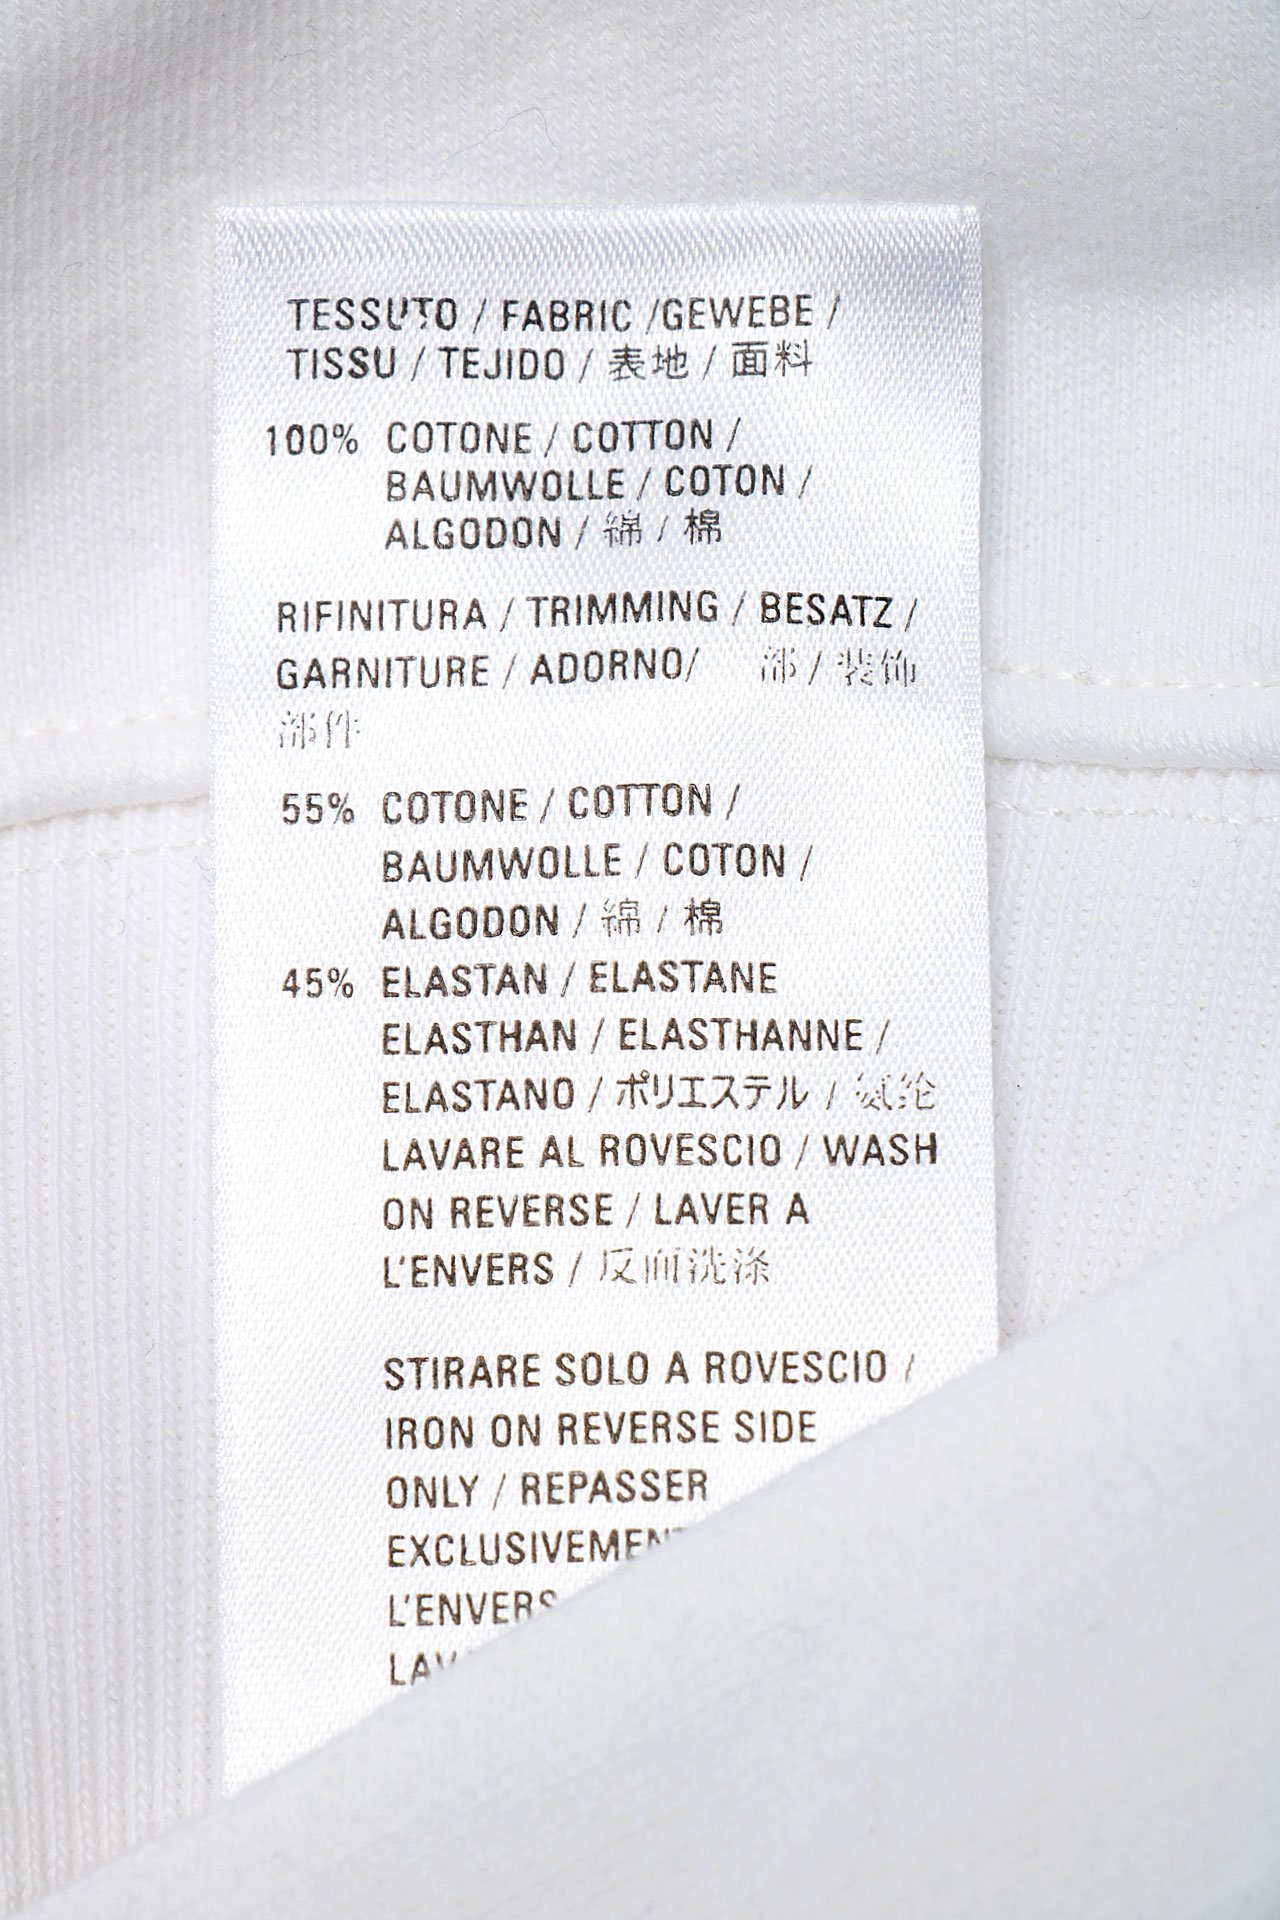 TESSUTO / FABRIC /GEWEBE /
TISSU / TEJIDO / 表地 / 面料
100% COTONE / COTTON /
BAUMWOLLE / COTON /
ALGODON / 綿 / 棉
RIFINITURA / TRIMMING / BESATZ /
GARNITURE / ADORNO/ 部 / 装饰
部件
55% COTONE / COTTON /
BAUMWOLLE / COTON /
ALGODON / 綿 / 棉
45% ELASTAN / ELASTANE
ELASTHAN / ELASTHANNE /
ELASTANO / ポリエステル / 氨纶
LAVARE AL ROVESCIO / WASH
ON REVERSE / LAVER A
L'ENVERS / 反面洗涤
STIRARE SOLO A ROVESCIO /
IRON ON REVERSE SIDE
ONLY / REPASSER
EXCLUSIVEMEN
L'ENVERS